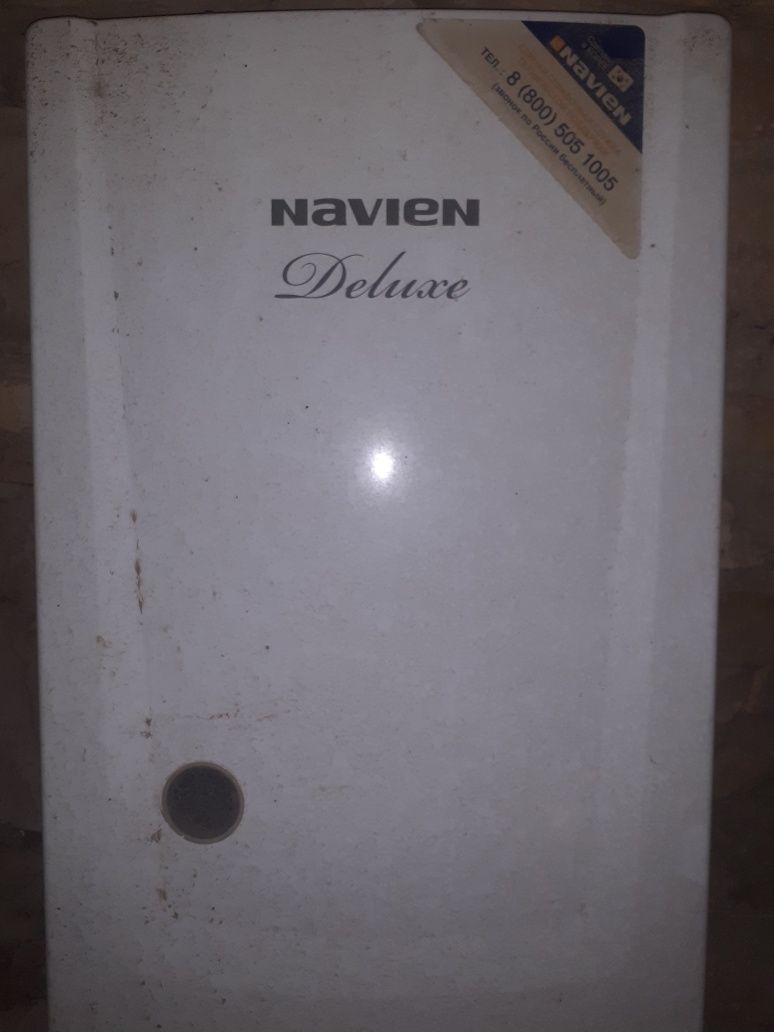 NAVIEN
ТЕЛ.: 8 (800) 505 1005
(звонок по России бесплатный)
NAVIEN
Deluxe